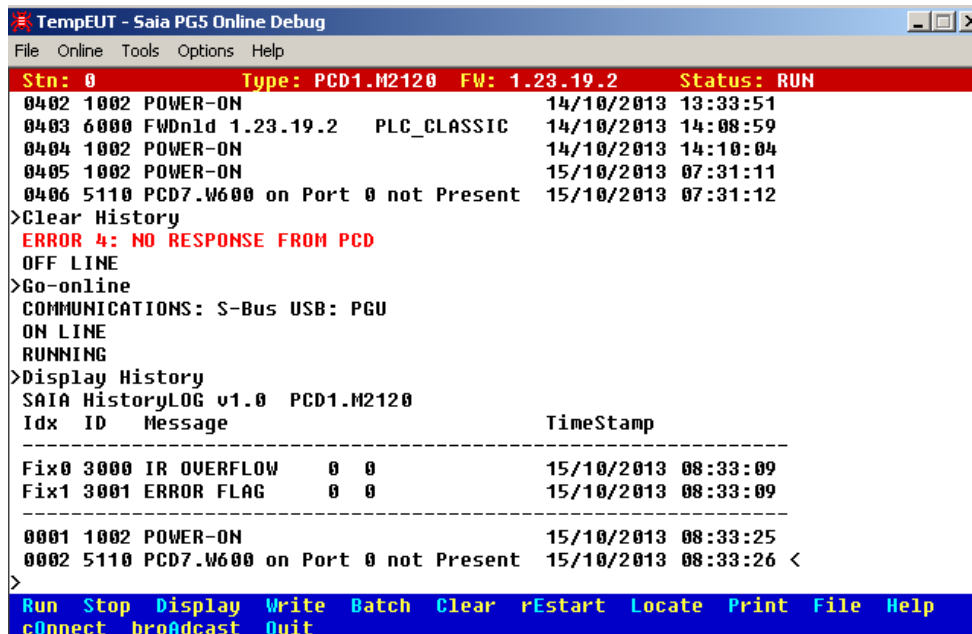 TempEUT - Saia PG5 Online Debug
File Online Tools Options Help
Stn: 0 Type: PCD1.M2120 FW: 1.23.19.2 Status: RUN
0402 1002 POWER-ON 14/10/2013 13:33:51
0403 6000 FWDnld 1.23.19.2 PLC_CLASSIC 14/10/2013 14:08:59
0404 1002 POWER-ON 14/10/2013 14:10:04
0405 1002 POWER-ON 15/10/2013 07:31:11
0406 5110 PCD7.W600 on Port 0 not Present 15/10/2013 07:31:12
>Clear History
ERROR 4: NO RESPONSE FROM PCD
OFF LINE
>Go-online
COMMUNICATIONS: S-Bus USB: PGU
ON LINE
RUNNING
>Display History
SAIA HistoryLOG v1.0 PCD1.M2120
Idx ID Message TimeStamp
---------------------------------------------------------------
Fix0 3000 IR OVERFLOW 0 0 15/10/2013 08:33:09
Fix1 3001 ERROR FLAG 0 0 15/10/2013 08:33:09
---------------------------------------------------------------
0001 1002 POWER-ON 15/10/2013 08:33:25
0002 5110 PCD7.W600 on Port 0 not Present 15/10/2013 08:33:26 <
>
Run Stop Display Write Batch Clear rEstart Locate Print File Help
cOnnect broAdcast Quit